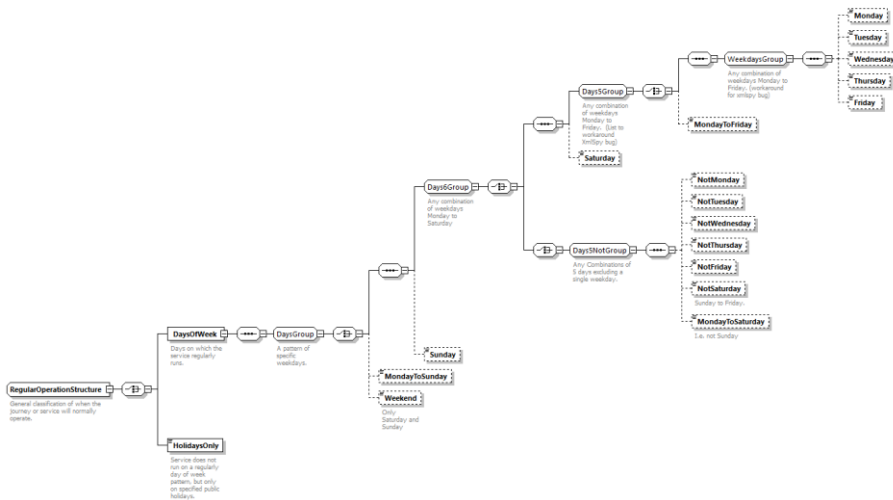 Monday
Tuesday
Wednesday
Thursday
Friday
WeekdaysGroup
Any combination of
weekdays Monday to
Friday. (workaround
for xmlspy bug)
Days5Group
Any combination
of weekdays
Monday to
Friday. (List to
workaround
XmlSpy bug)
MondayToFriday
Saturday
Days6Group
Any combination
of weekdays
Monday to
Saturday
NotMonday
NotTuesday
NotWednesday
NotThursday
NotFriday
NotSaturday
Sunday to Friday.
MondayToSaturday
I.e. not Sunday
Days5NotGroup
Any Combinations of
5 days excluding a
single weekday.
DaysOfWeek
Days on which the
service regularly
runs.
DaysGroup
A pattern of
specific
weekdays.
Sunday
MondayToSunday
Weekend
Only
Saturday and
Sunday
RegularOperationStructure
General classification of when the
journey or service will normally
operate.
HolidaysOnly
Service does not
run on a regularly
day of week
pattern, but only
on specified public
holidays.